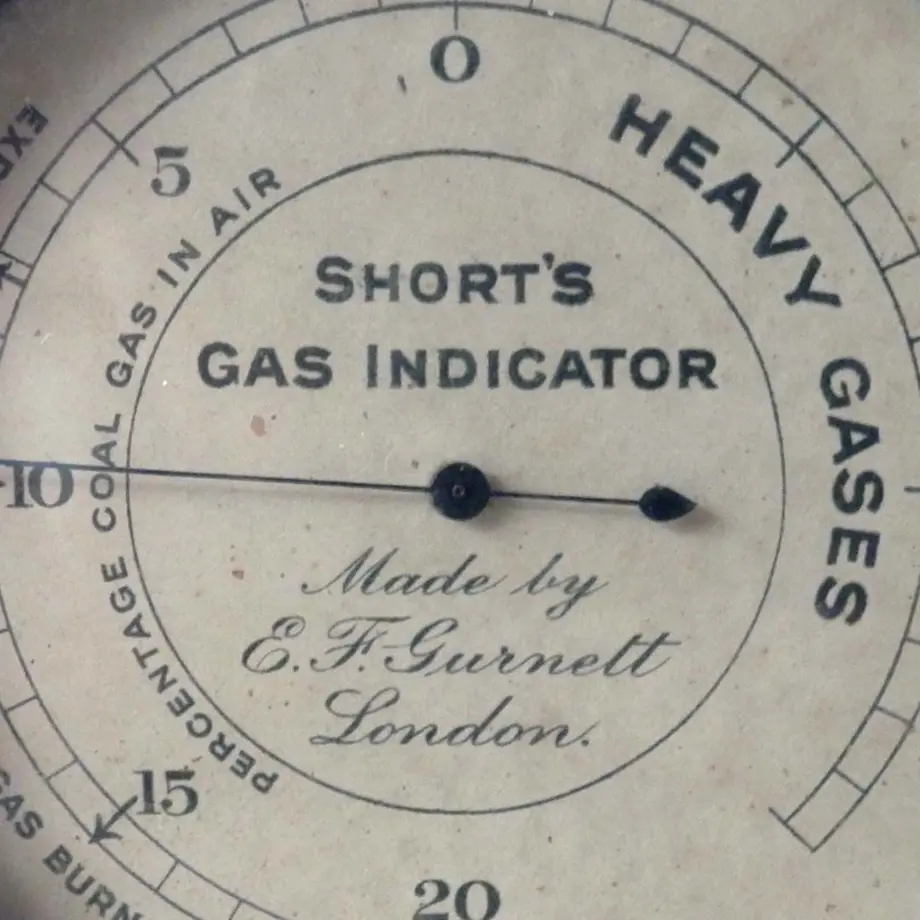 0
HEAVY GASES
5
PERCENTAGE COAL GAS IN AIR
SHORT'S
GAS INDICATOR
10
Made by
E.F. Gurnett
London.
15
BURN
20